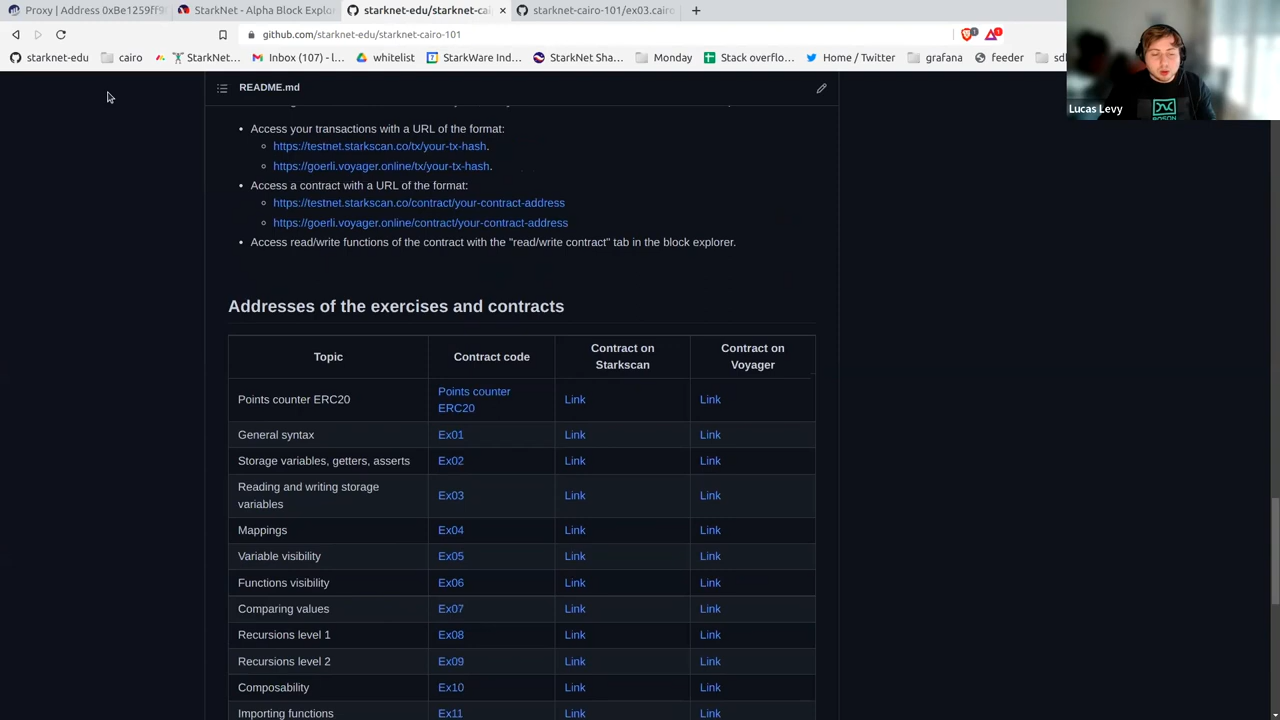 Proxy | Address 0xBe1259ff9
StarkNet - Alpha Block Explor
starknet-edu/starknet-cai
starknet-cairo-101/ex03.cairo
github.com/starknet-edu/starknet-cairo-101
starknet-edu
cairo
StarkNet...
Inbox (107) - l...
whitelist
StarkWare Ind...
StarkNet Sha...
Monday
Stack overflo...
Home / Twitter
grafana
feeder
Lucas Levy
README.md
Access your transactions with a URL of the format:
https://testnet.starkscan.co/tx/your-tx-hash.
https://goerli.voyager.online/tx/your-tx-hash.
Access a contract with a URL of the format:
https://testnet.starkscan.co/contract/your-contract-address
https://goerli.voyager.online/contract/your-contract-address
Access read/write functions of the contract with the "read/write contract" tab in the block explorer.
Addresses of the exercises and contracts
Topic Contract code Contract on Starkscan Contract on Voyager
Points counter ERC20 Points counter ERC20 Link Link
General syntax Ex01 Link Link
Storage variables, getters, asserts Ex02 Link Link
Reading and writing storage variables Ex03 Link Link
Mappings Ex04 Link Link
Variable visibility Ex05 Link Link
Functions visibility Ex06 Link Link
Comparing values Ex07 Link Link
Recursions level 1 Ex08 Link Link
Recursions level 2 Ex09 Link Link
Composability Ex10 Link Link
Importing functions Ex11 Link Link